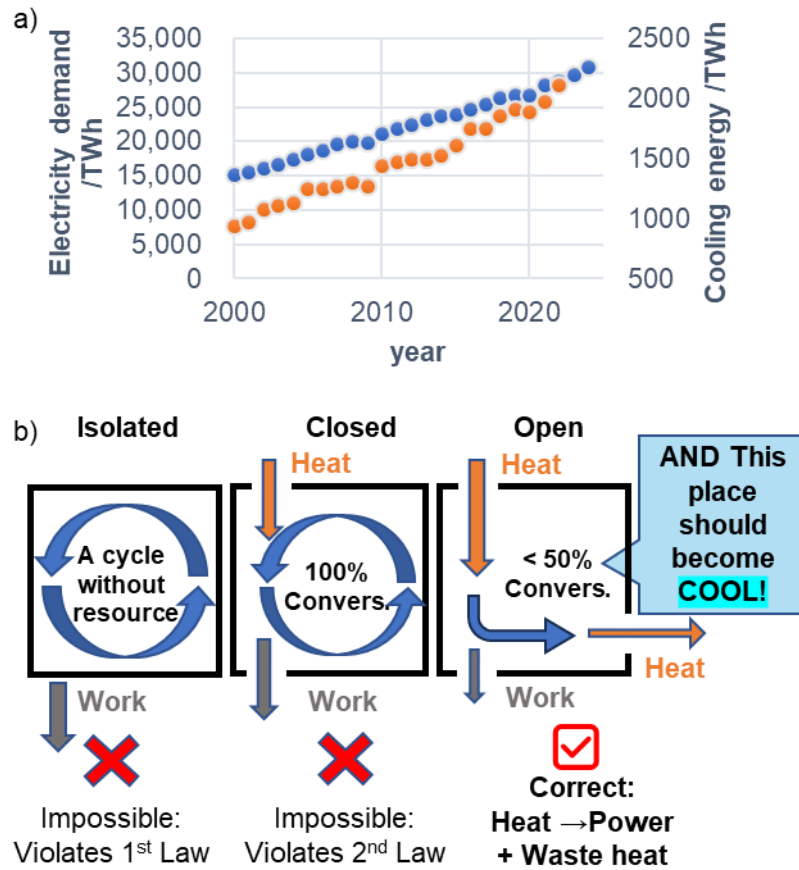 a)
Electricity demand
/TWh
35,000
30,000
25,000
20,000
15,000
10,000
5,000
0
2500
2000
1500
1000
500
Cooling energy /TWh
2000
2010
2020
year
b)
Isolated
Closed
Open
Heat
Heat
AND This
place
should
become
COOL!
A cycle
without
resource
100%
Convers.
< 50%
Convers.
Heat
Work
Work
Work
Impossible:
Violates 1st Law
Impossible:
Violates 2nd Law
Correct:
Heat →Power
+ Waste heat